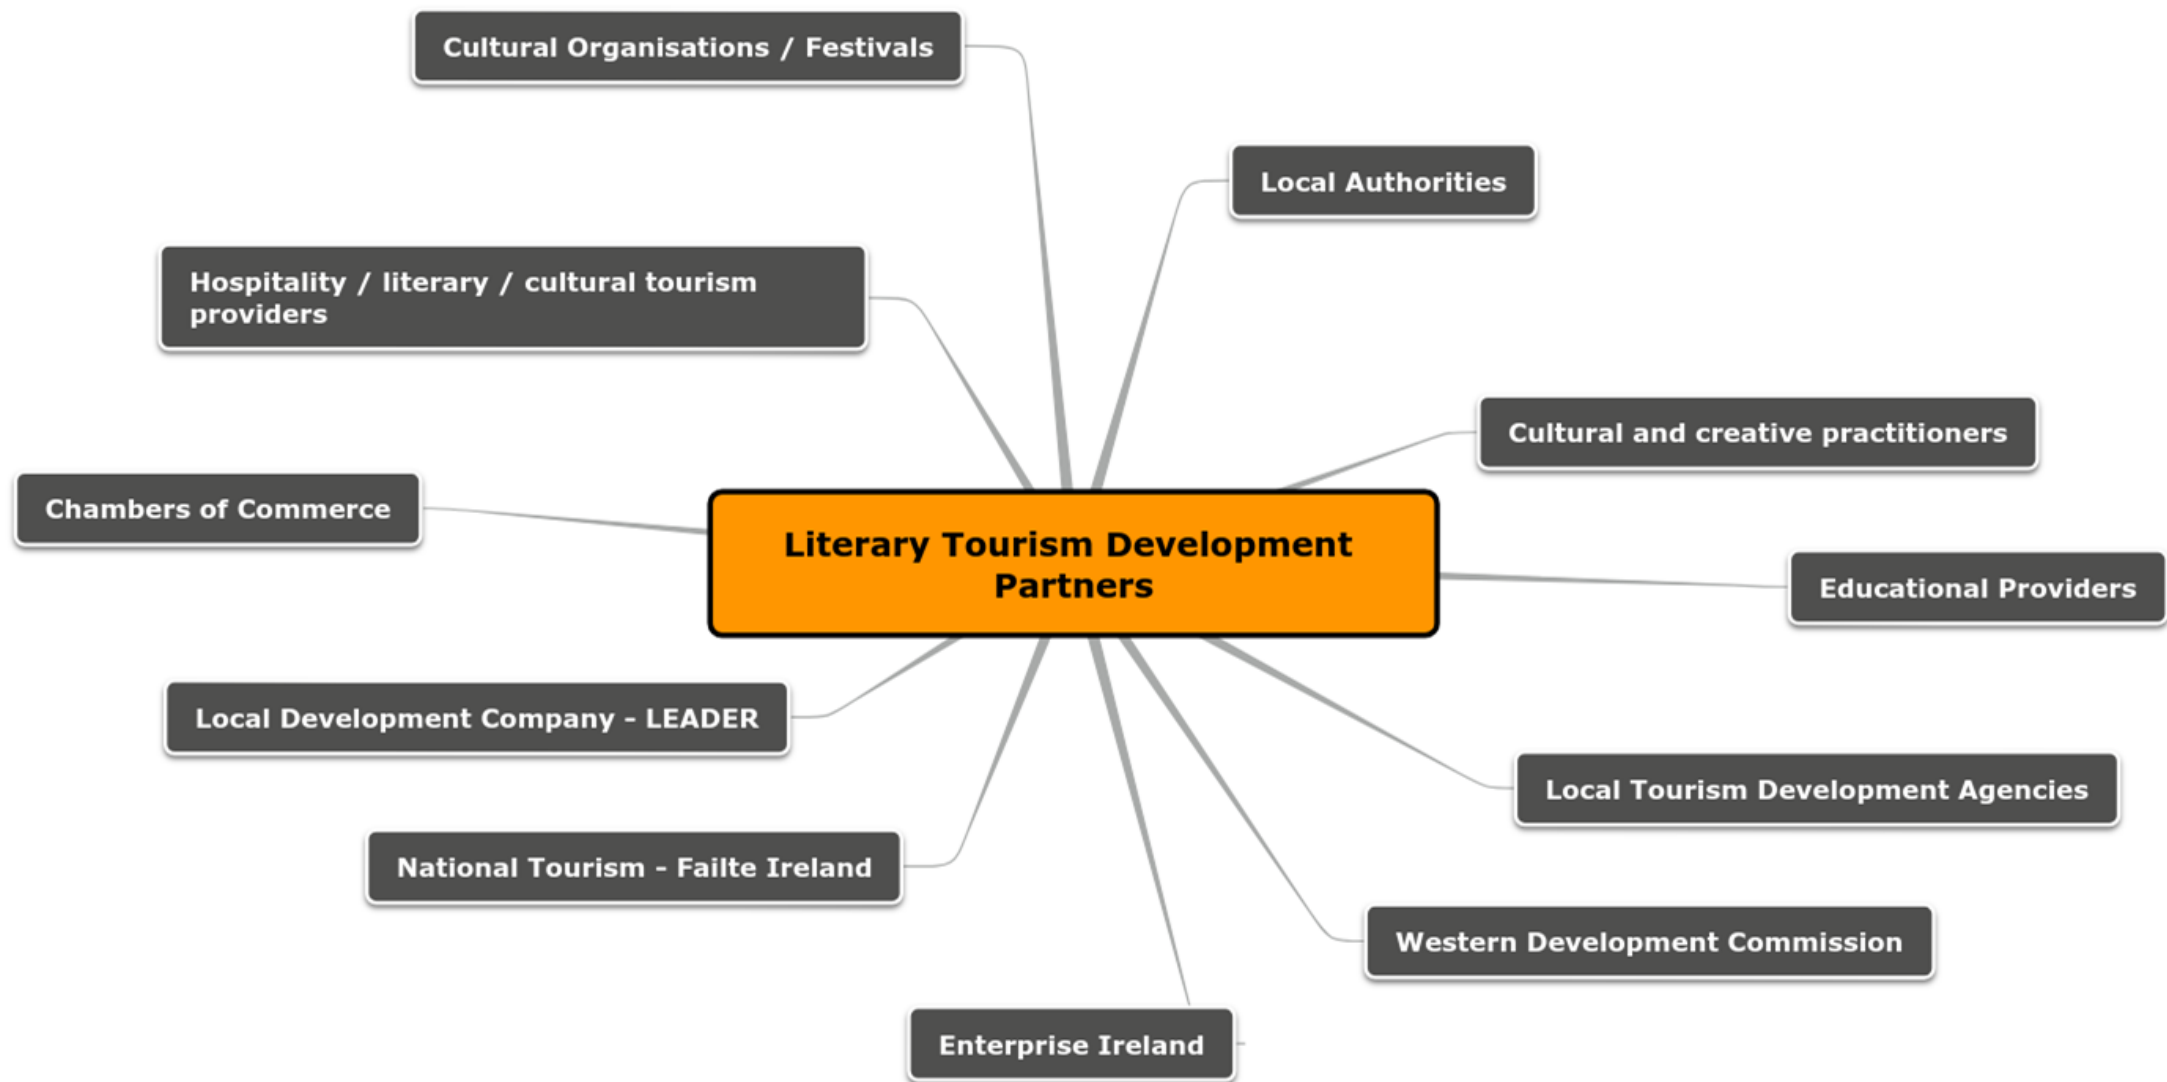 Cultural Organisations / Festivals
Local Authorities
Hospitality / literary / cultural tourism
providers
Cultural and creative practitioners
Chambers of Commerce
Literary Tourism Development
Partners
Educational Providers
Local Development Company - LEADER
Local Tourism Development Agencies
National Tourism - Failte Ireland
Western Development Commission
Enterprise Ireland